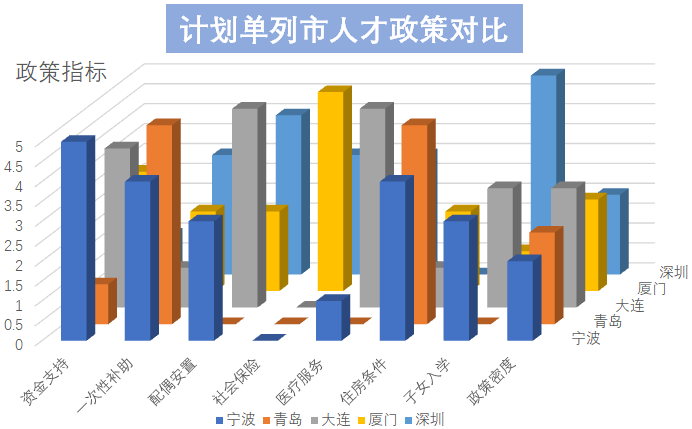 计划单列市人才政策对比
政策指标
5
4.5
4
3.5
3
2.5
2
1.5
1
0.5
0
深圳
厦门
大连
青岛
宁波
资金支持
一次性补助
配偶安置
社会保险
医疗服务
住房条件
子女入学
政策密度
宁波 青岛 大连 厦门 深圳